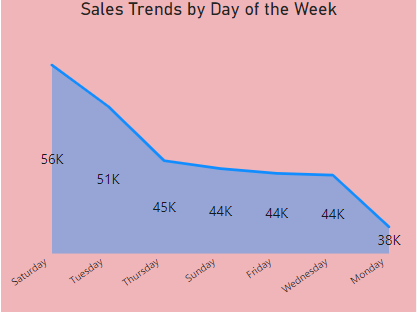 Sales Trends by Day of the Week
56K
51K
45K
44K
44K
44K
38K
Saturday
Tuesday
Thursday
Sunday
Friday
Wednesday
Monday